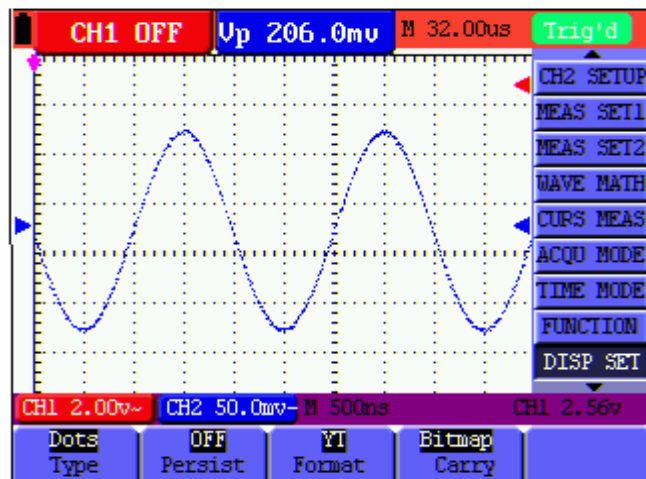 CH1 OFF Vp 206.0mv M 32.00us Trig'd
CH2 SETUP
MEAS SET1
MEAS SET2
WAVE MATH
CURS MEAS
ACQU MODE
TIME MODE
FUNCTION
DISP SET
CH1 2.00v~ CH2 50.0mv- M 500ns CH1 2.56v
Dots OFF YT Bitmap
Type Persist Format Carry